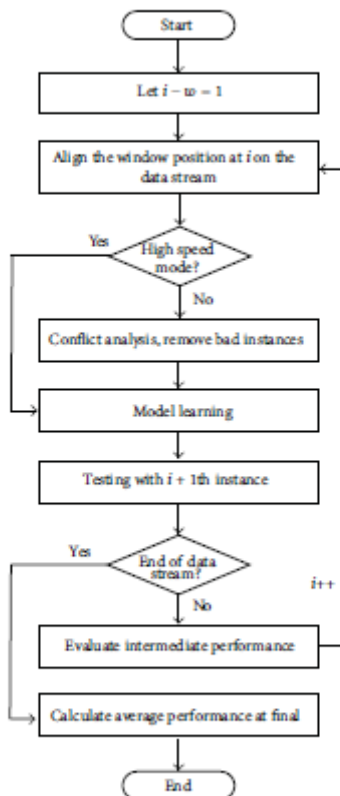 Start
Let i – w – 1
Align the window position at i on the
data stream
Yes
High speed
mode?
No
Conflict analysis, remove bad instances
Model learning
Testing with i + 1th instance
Yes
End of data
stream?
No
i++
Evaluate intermediate performance
Calculate average performance at final
End